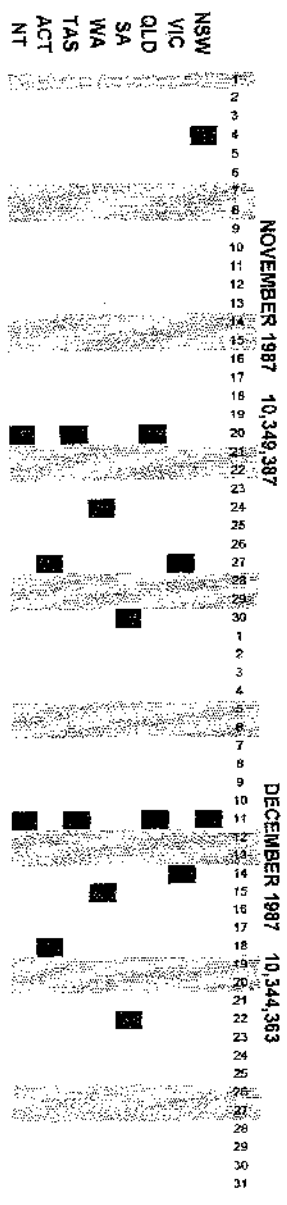 NOVEMBER 1987 10,349,387
DECEMBER 1987 10,344,363
1 2 3 4 5 6 7 8 9 10 11 12 13 14 15 16 17 18 19 20 21 22 23 24 25 26 27 28 29 30 1 2 3 4 5 6 7 8 9 10 11 12 13 14 15 16 17 18 19 20 21 22 23 24 25 26 27 28 29 30 31
NSW
VIC
QLD
SA
WA
TAS
ACT
NT